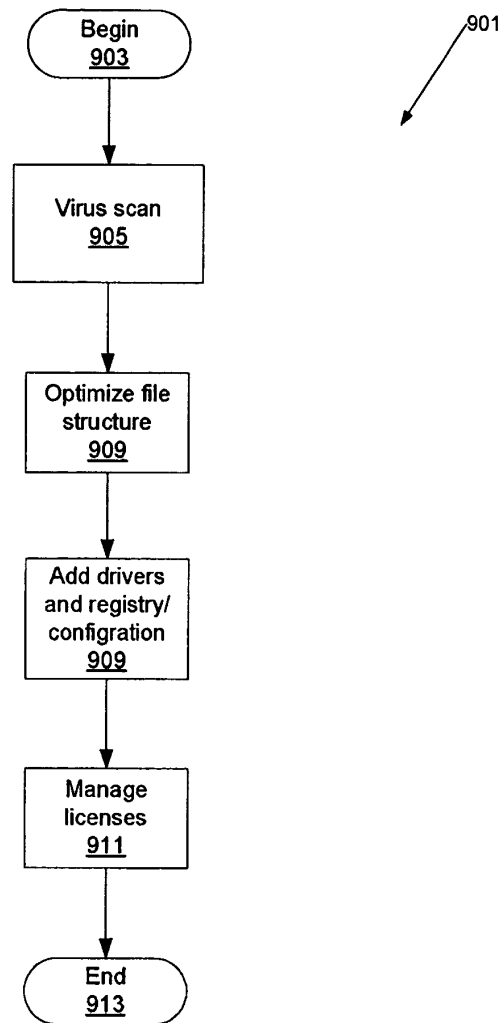 Begin
903
901
Virus scan
905
Optimize file
structure
909
Add drivers
and registry/
configration
909
Manage
licenses
911
End
913